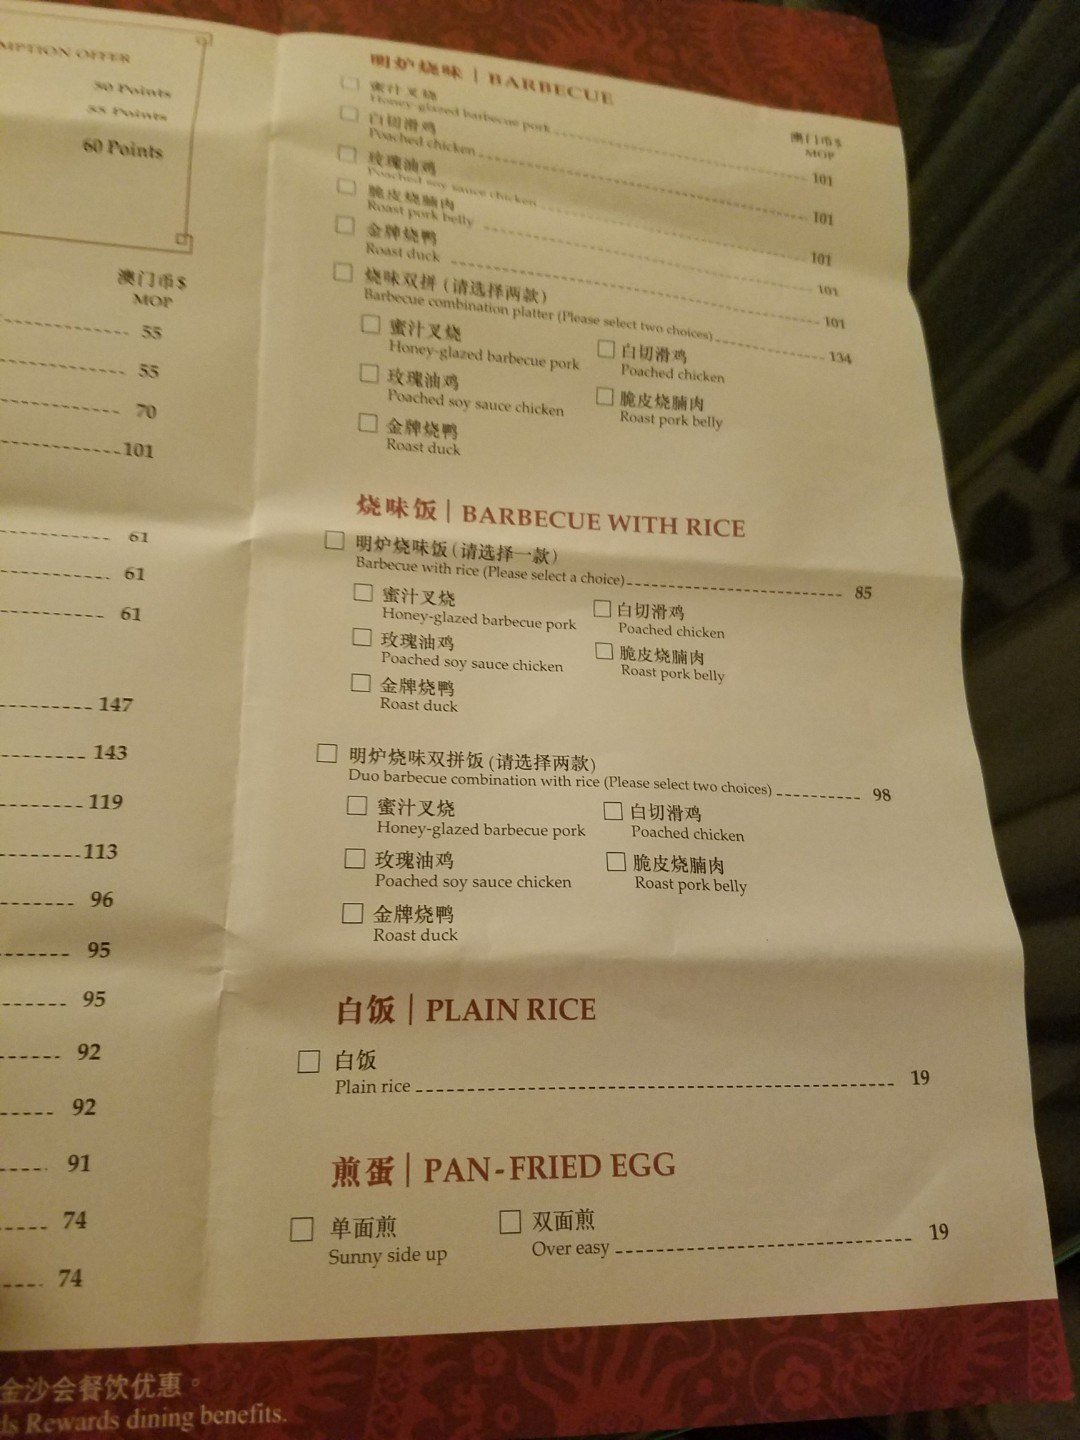 MPTION OFFER
50 Points
55 Points
60 Points
澳门币$
MOP
55
55
70
101
61
61
61
147
143
119
113
96
95
95
92
92
91
74
74
明炉烧味 | BARBECUE
澳门币$
MOP
蜜汁叉烧
Honey-glazed barbecue pork 101
白切滑鸡
Poached chicken 101
玫瑰油鸡
Poached soy sauce chicken 101
脆皮烧腩肉
Roast pork belly 101
金牌烧鸭
Roast duck 101
烧味双拼 (请选择两款)
Barbecue combination platter (Please select two choices) 134
蜜汁叉烧
Honey-glazed barbecue pork
白切滑鸡
Poached chicken
玫瑰油鸡
Poached soy sauce chicken
脆皮烧腩肉
Roast pork belly
金牌烧鸭
Roast duck
烧味饭 | BARBECUE WITH RICE
明炉烧味饭 (请选择一款)
Barbecue with rice (Please select a choice) 85
蜜汁叉烧
Honey-glazed barbecue pork
白切滑鸡
Poached chicken
玫瑰油鸡
Poached soy sauce chicken
脆皮烧腩肉
Roast pork belly
金牌烧鸭
Roast duck
明炉烧味双拼饭 (请选择两款)
Duo barbecue combination with rice (Please select two choices) 98
蜜汁叉烧
Honey-glazed barbecue pork
白切滑鸡
Poached chicken
玫瑰油鸡
Poached soy sauce chicken
脆皮烧腩肉
Roast pork belly
金牌烧鸭
Roast duck
白饭 | PLAIN RICE
白饭
Plain rice 19
煎蛋 | PAN-FRIED EGG
单面煎
Sunny side up
双面煎
Over easy 19
金沙会餐饮优惠。
ds Rewards dining benefits.